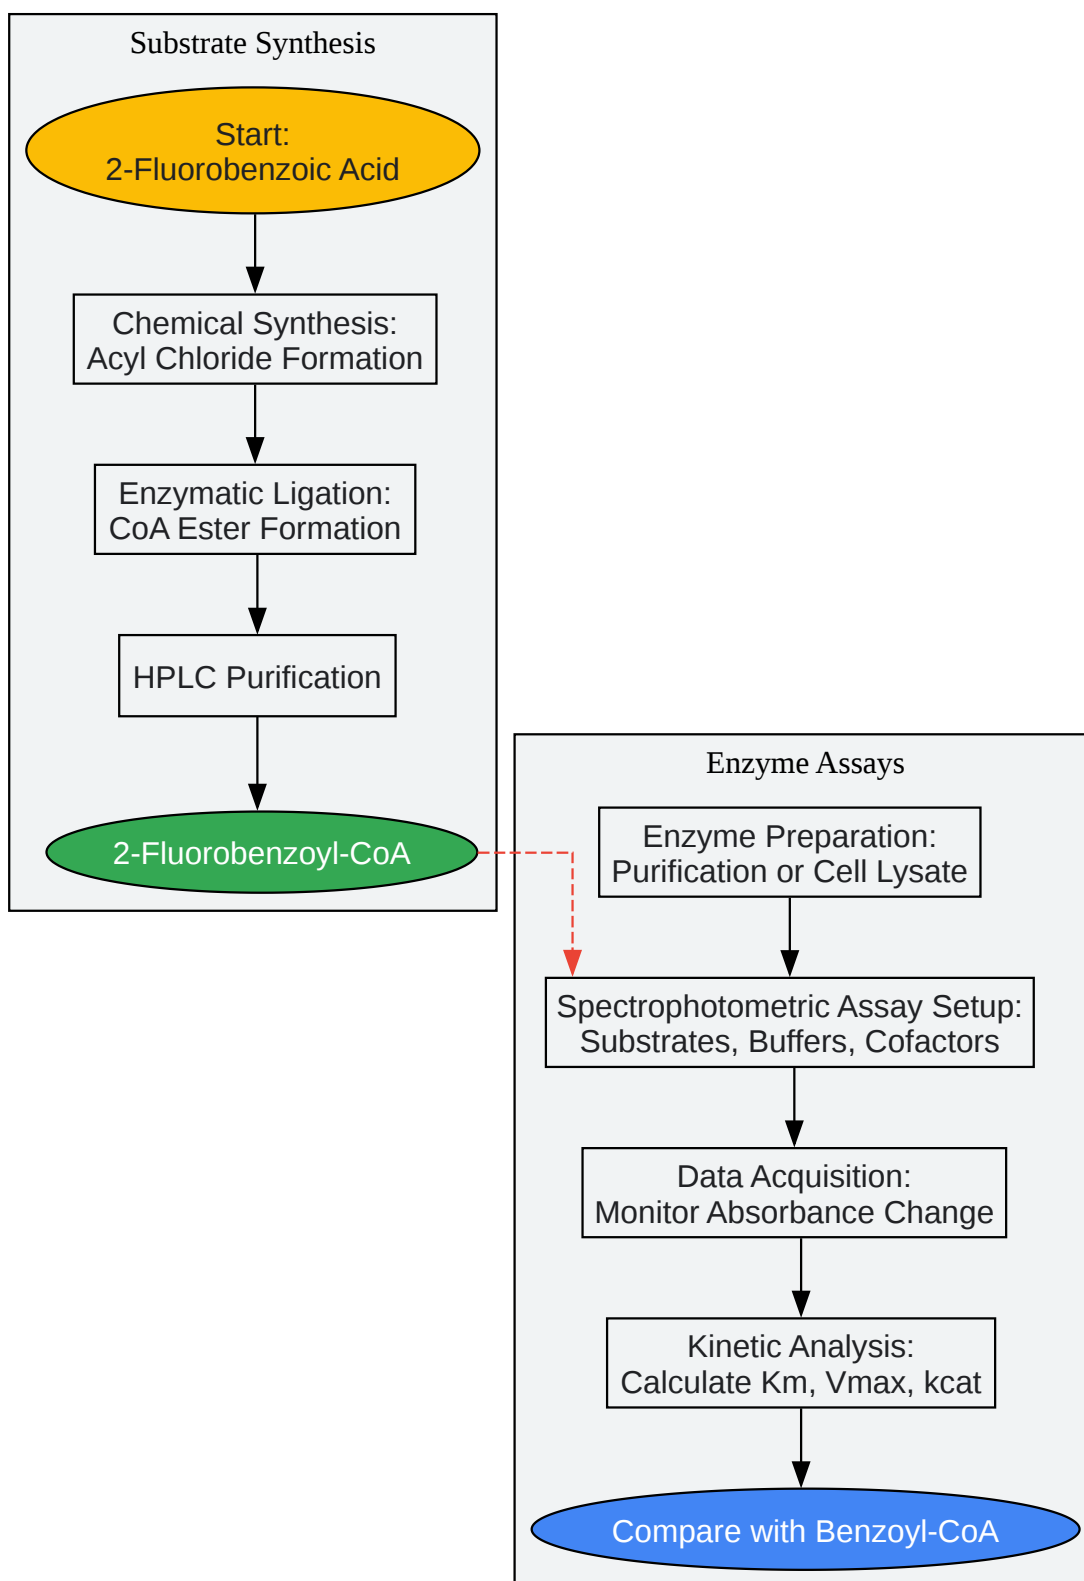 Substrate Synthesis
Start:
2-Fluorobenzoic Acid
Chemical Synthesis:
Acyl Chloride Formation
Enzymatic Ligation:
CoA Ester Formation
HPLC Purification
2-Fluorobenzoyl-CoA
Enzyme Assays
Enzyme Preparation:
Purification or Cell Lysate
Spectrophotometric Assay Setup:
Substrates, Buffers, Cofactors
Data Acquisition:
Monitor Absorbance Change
Kinetic Analysis:
Calculate Km, Vmax, kcat
Compare with Benzoyl-CoA